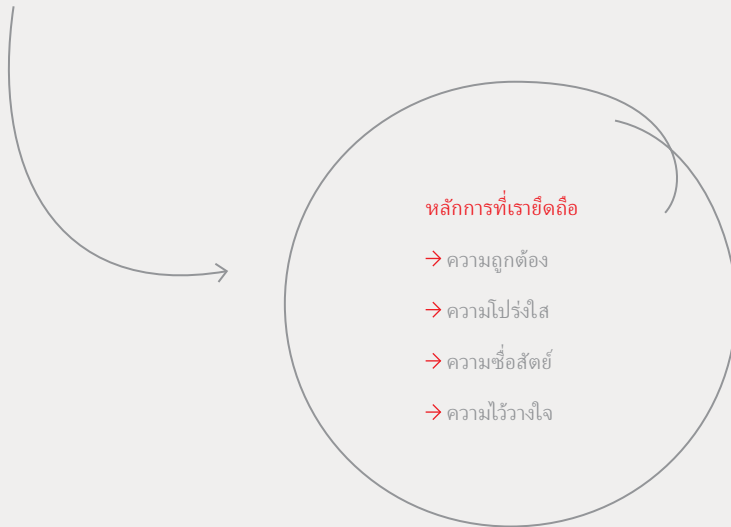 หลักการที่เรายึดถือ
→ ความถูกต้อง
→ ความโปร่งใส
→ ความซื่อสัตย์
→ ความไว้วางใจ